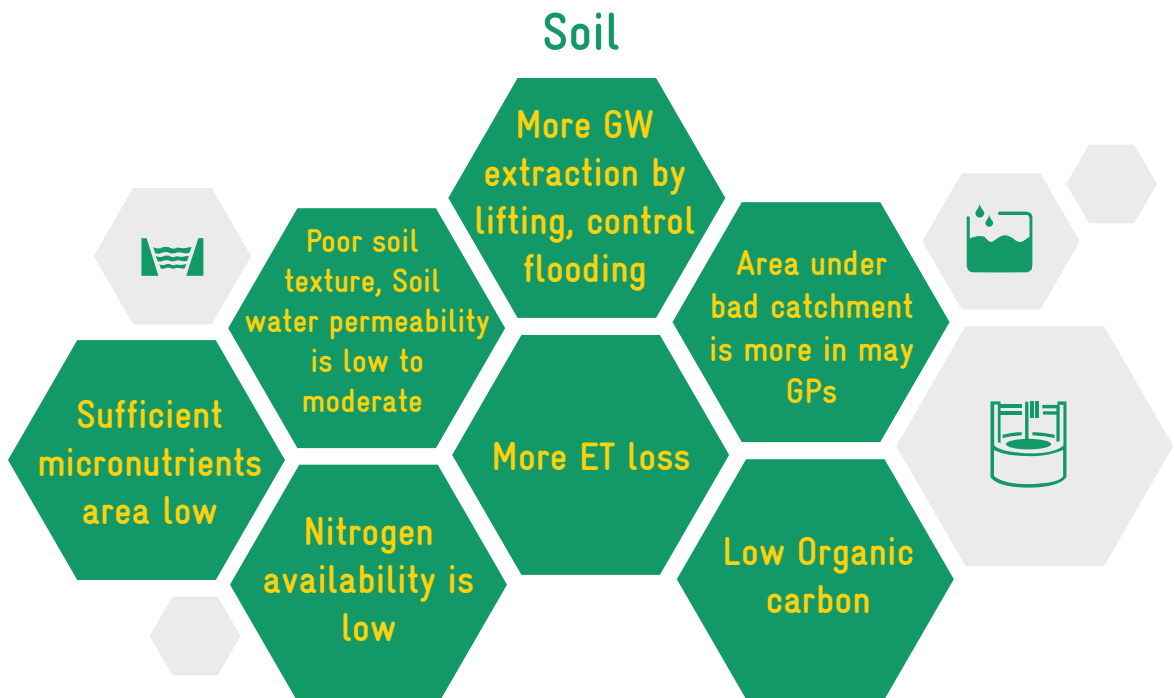 Soil
More GW
extraction by
lifting, control
flooding
Poor soil
texture, Soil
water permeability
is low to
moderate
Area under
bad catchment
is more in may
GPs
Sufficient
micronutrients
area low
More ET loss
Nitrogen
availability is
low
Low Organic
carbon